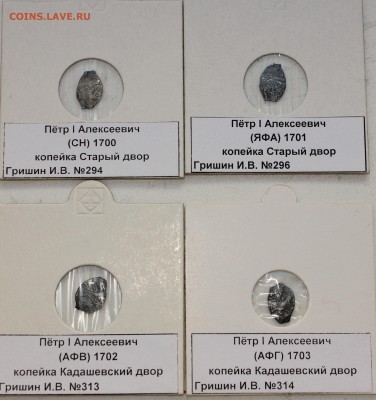 COINS.LAVE.RU
Пётр I Алексеевич
(СН) 1700
копейка Старый двор
Гришин И.В. №294
Пётр I Алексеевич
(ЯФА) 1701
копейка Старый двор
Гришин И.В. №296
Пётр I Алексеевич
(АФВ) 1702
копейка Кадашевский двор
Гришин И.В. №313
Пётр I Алексеевич
(АФГ) 1703
копейка Кадашевский двор
Гришин И.В. №314